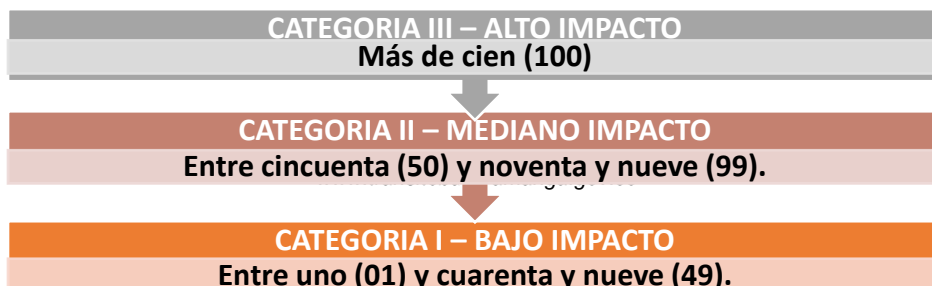 CATEGORIA III – ALTO IMPACTO
Más de cien (100)
CATEGORIA II – MEDIANO IMPACTO
Entre cincuenta (50) y noventa y nueve (99).
CATEGORIA I – BAJO IMPACTO
Entre uno (01) y cuarenta y nueve (49).